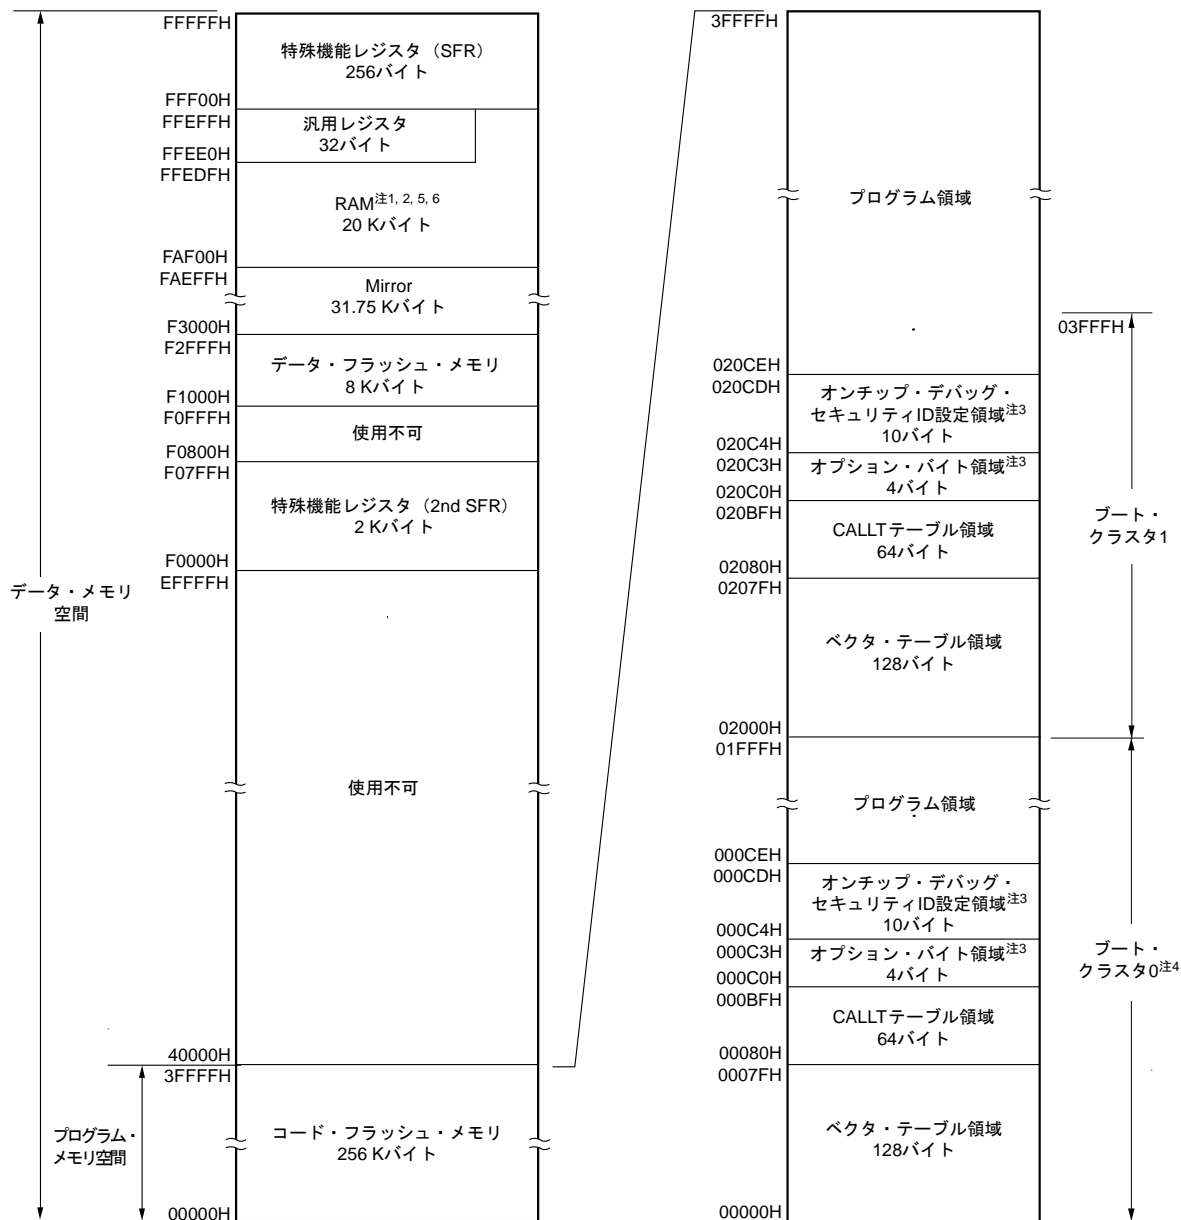 FFFFFH
特殊機能レジスタ（SFR）
256バイト
FFF00H
FFEFFH
汎用レジスタ
32バイト
FFEE0H
FFEDFH
RAM注1, 2, 5, 6
20 Kバイト
FAF00H
FAEFFH
Mirror
31.75 Kバイト
F3000H
F2FFFH
データ・フラッシュ・メモリ
8 Kバイト
F1000H
F0FFFH
使用不可
F0800H
F07FFH
特殊機能レジスタ（2nd SFR）
2 Kバイト
F0000H
EFFFFH
データ・メモリ
空間
使用不可
40000H
3FFFFH
プログラム・
メモリ空間
コード・フラッシュ・メモリ
256 Kバイト
00000H
3FFFFH
プログラム領域
03FFFH
020CEH
020CDH
オンチップ・デバッグ・
セキュリティID設定領域注3
10バイト
020C4H
020C3H
オプション・バイト領域注3
4バイト
020C0H
020BFH
CALLTテーブル領域
64バイト
ブート・
クラスタ1
02080H
0207FH
ベクタ・テーブル領域
128バイト
02000H
01FFFH
プログラム領域
000CEH
000CDH
オンチップ・デバッグ・
セキュリティID設定領域注3
10バイト
000C4H
000C3H
オプション・バイト領域注3
4バイト
000C0H
000BFH
ブート・
クラスタ0注4
CALLTテーブル領域
64バイト
00080H
0007FH
ベクタ・テーブル領域
128バイト
00000H